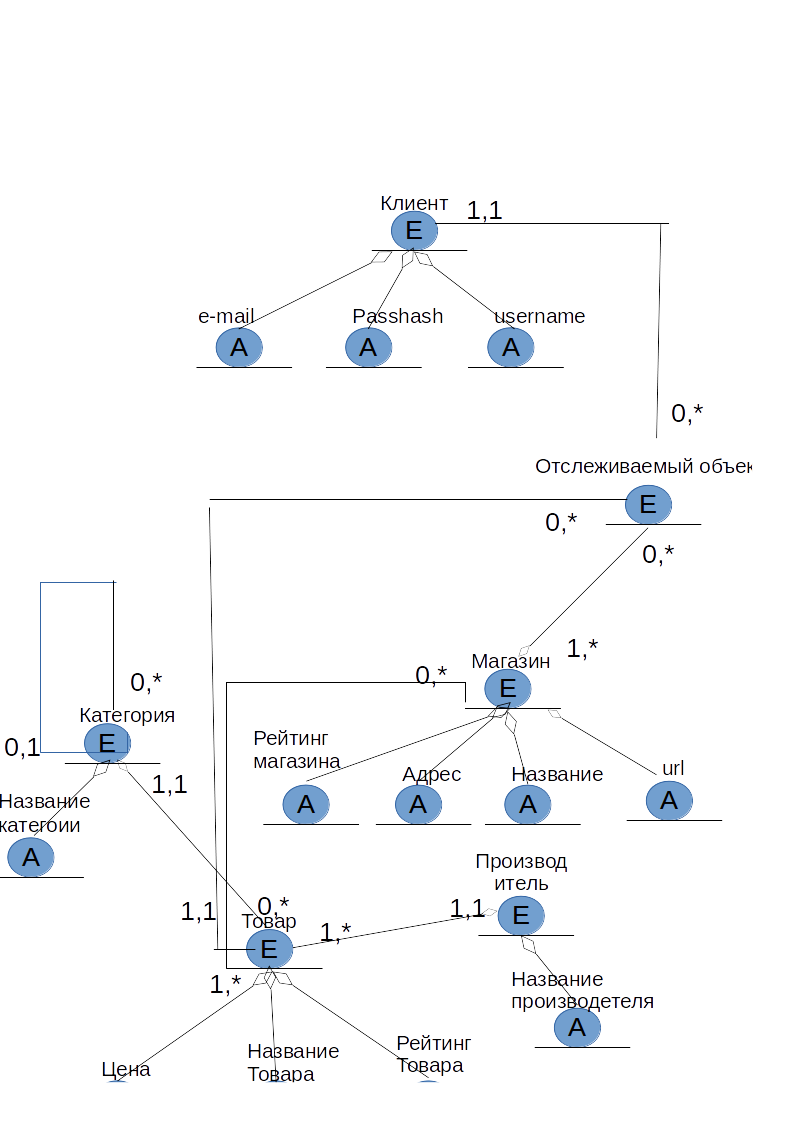 Клиент
1,1
E
e-mail
Passhash
username
A
A
A
0,*
Отслеживаемый объек
E
0,*
0,*
1,*
Магазин
0,*
E
0,*
Категория
0,1
E
Рейтинг
магазина
Адрес
Название
url
1,1
A
A
A
A
Название
категоии
A
Производ
итель
1,1
E
0,*
1,1
Товар
1,*
E
1,*
Название
производетеля
A
Цена
Название
Товара
Рейтинг
Товара